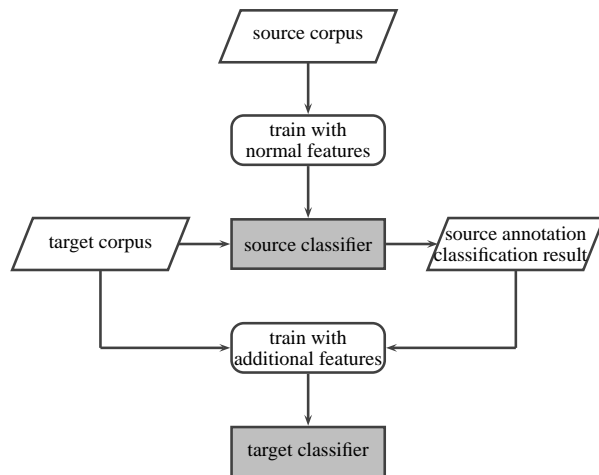 source corpus
train with
normal features
target corpus
source classifier
source annotation
classification result
train with
additional features
target classifier